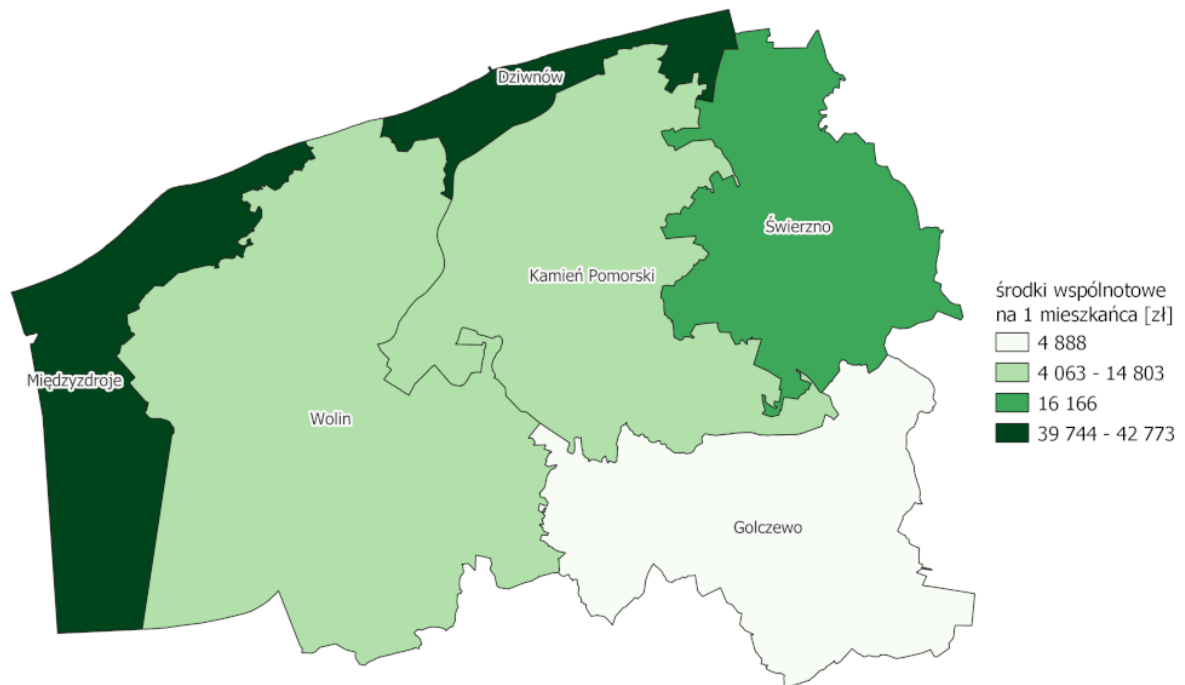 Dziwnów
Świerzno
Kamień Pomorski
Międzyzdroje
Wolin
Golczewo
środki wspólnotowe
na 1 mieszkańca [zł]
4 888
4 063 - 14 803
16 166
39 744 - 42 773